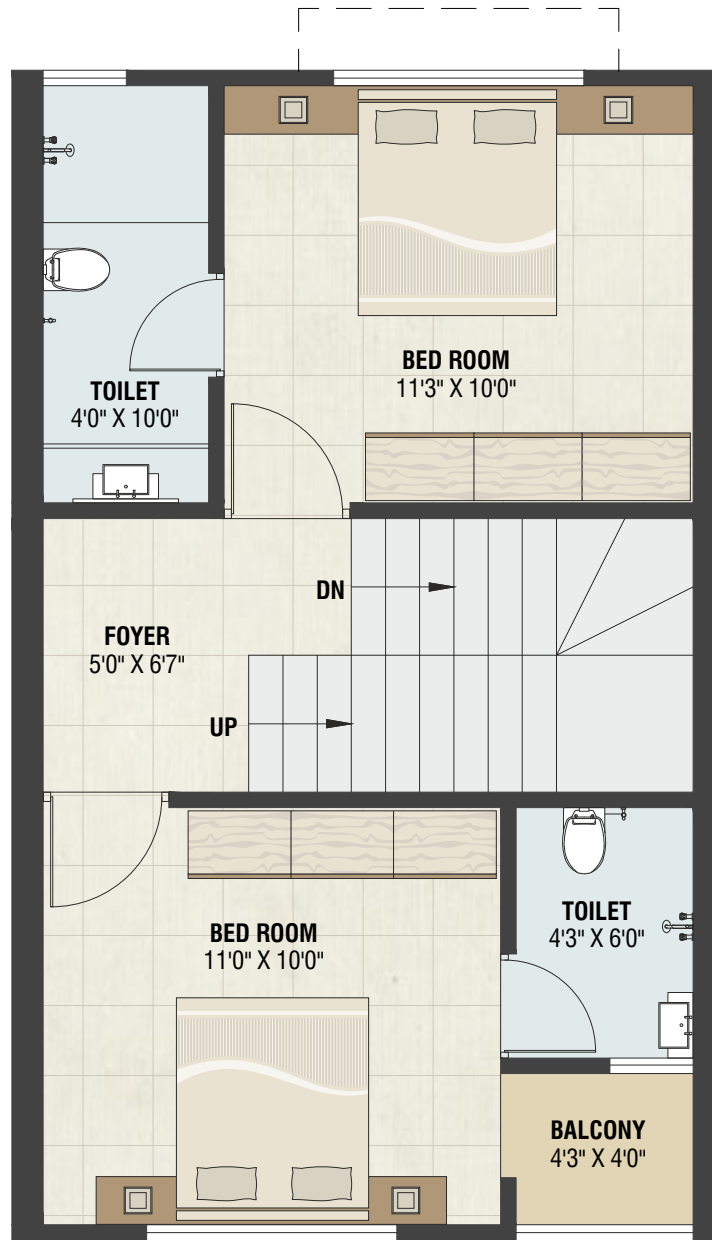 BED ROOM
11'3" X 10'0"
TOILET
4'0" X 10'0"
DN
FOYER
5'0" X 6'7"
UP
TOILET
4'3" X 6'0"
BED ROOM
11'0" X 10'0"
BALCONY
4'3" X 4'0"